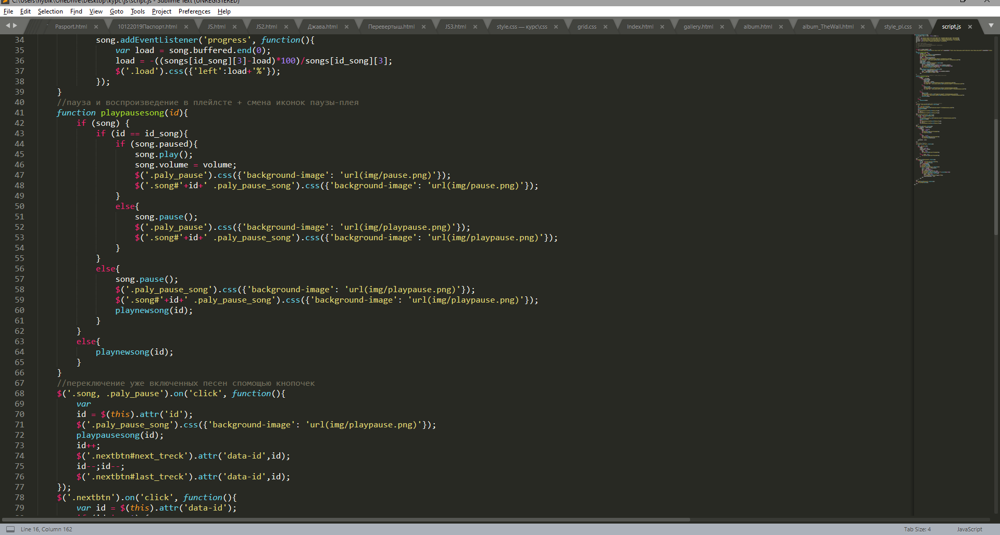 C:\Users\hybik\OneDrive\Desktop\курс\js\script.js - Sublime Text (UNREGISTERED)
File Edit Selection Find View Goto Tools Project Preferences Help
Pasport.html 10122019Паспорт.html JS.html JS2.html Джава.html Перевертыш.html JS3.html style.css — курс\css grid.css Index.html gallery.html album.html album_TheWall.html style_pl.css script.js
34 song.addEventListener('progress', function(){
35 var load = song.buffered.end(0);
36 load = -((songs[id_song][3]-load)*100)/songs[id_song][3];
37 $('.load').css({'left':load+'%'});
38 });
39 }
40 //пауза и воспроизведение в плейлсте + смена иконок паузы-плея
41 function playpausesong(id){
42 if (song) {
43 if (id == id_song){
44 if (song.paused){
45 song.play();
46 song.volume = volume;
47 $('.paly_pause').css({'background-image': 'url(img/pause.png)'});
48 $('.song#'+id+' .paly_pause_song').css({'background-image': 'url(img/pause.png)'});
49 }
50 else{
51 song.pause();
52 $('.paly_pause').css({'background-image': 'url(img/playpause.png)'});
53 $('.song#'+id+' .paly_pause_song').css({'background-image': 'url(img/playpause.png)'});
54 }
55 }
56 else{
57 song.pause();
58 $('.paly_pause_song').css({'background-image': 'url(img/playpause.png)'});
59 $('.song#'+id+' .paly_pause_song').css({'background-image': 'url(img/playpause.png)'});
60 playnewsong(id);
61 }
62 }
63 else{
64 playnewsong(id);
65 }
66 }
67 //переключение уже включенных песен спомощью кнопочек
68 $('.song, .paly_pause').on('click', function(){
69 var
70 id = $(this).attr('id');
71 $('.paly_pause_song').css({'background-image': 'url(img/playpause.png)'});
72 playpausesong(id);
73 id++;
74 $('.nextbtn#next_treck').attr('data-id',id);
75 id--;id--;
76 $('.nextbtn#last_treck').attr('data-id',id);
77 });
78 $('.nextbtn').on('click', function(){
79 var id = $(this).attr('data-id');
Line 16, Column 162 Tab Size: 4 JavaScript